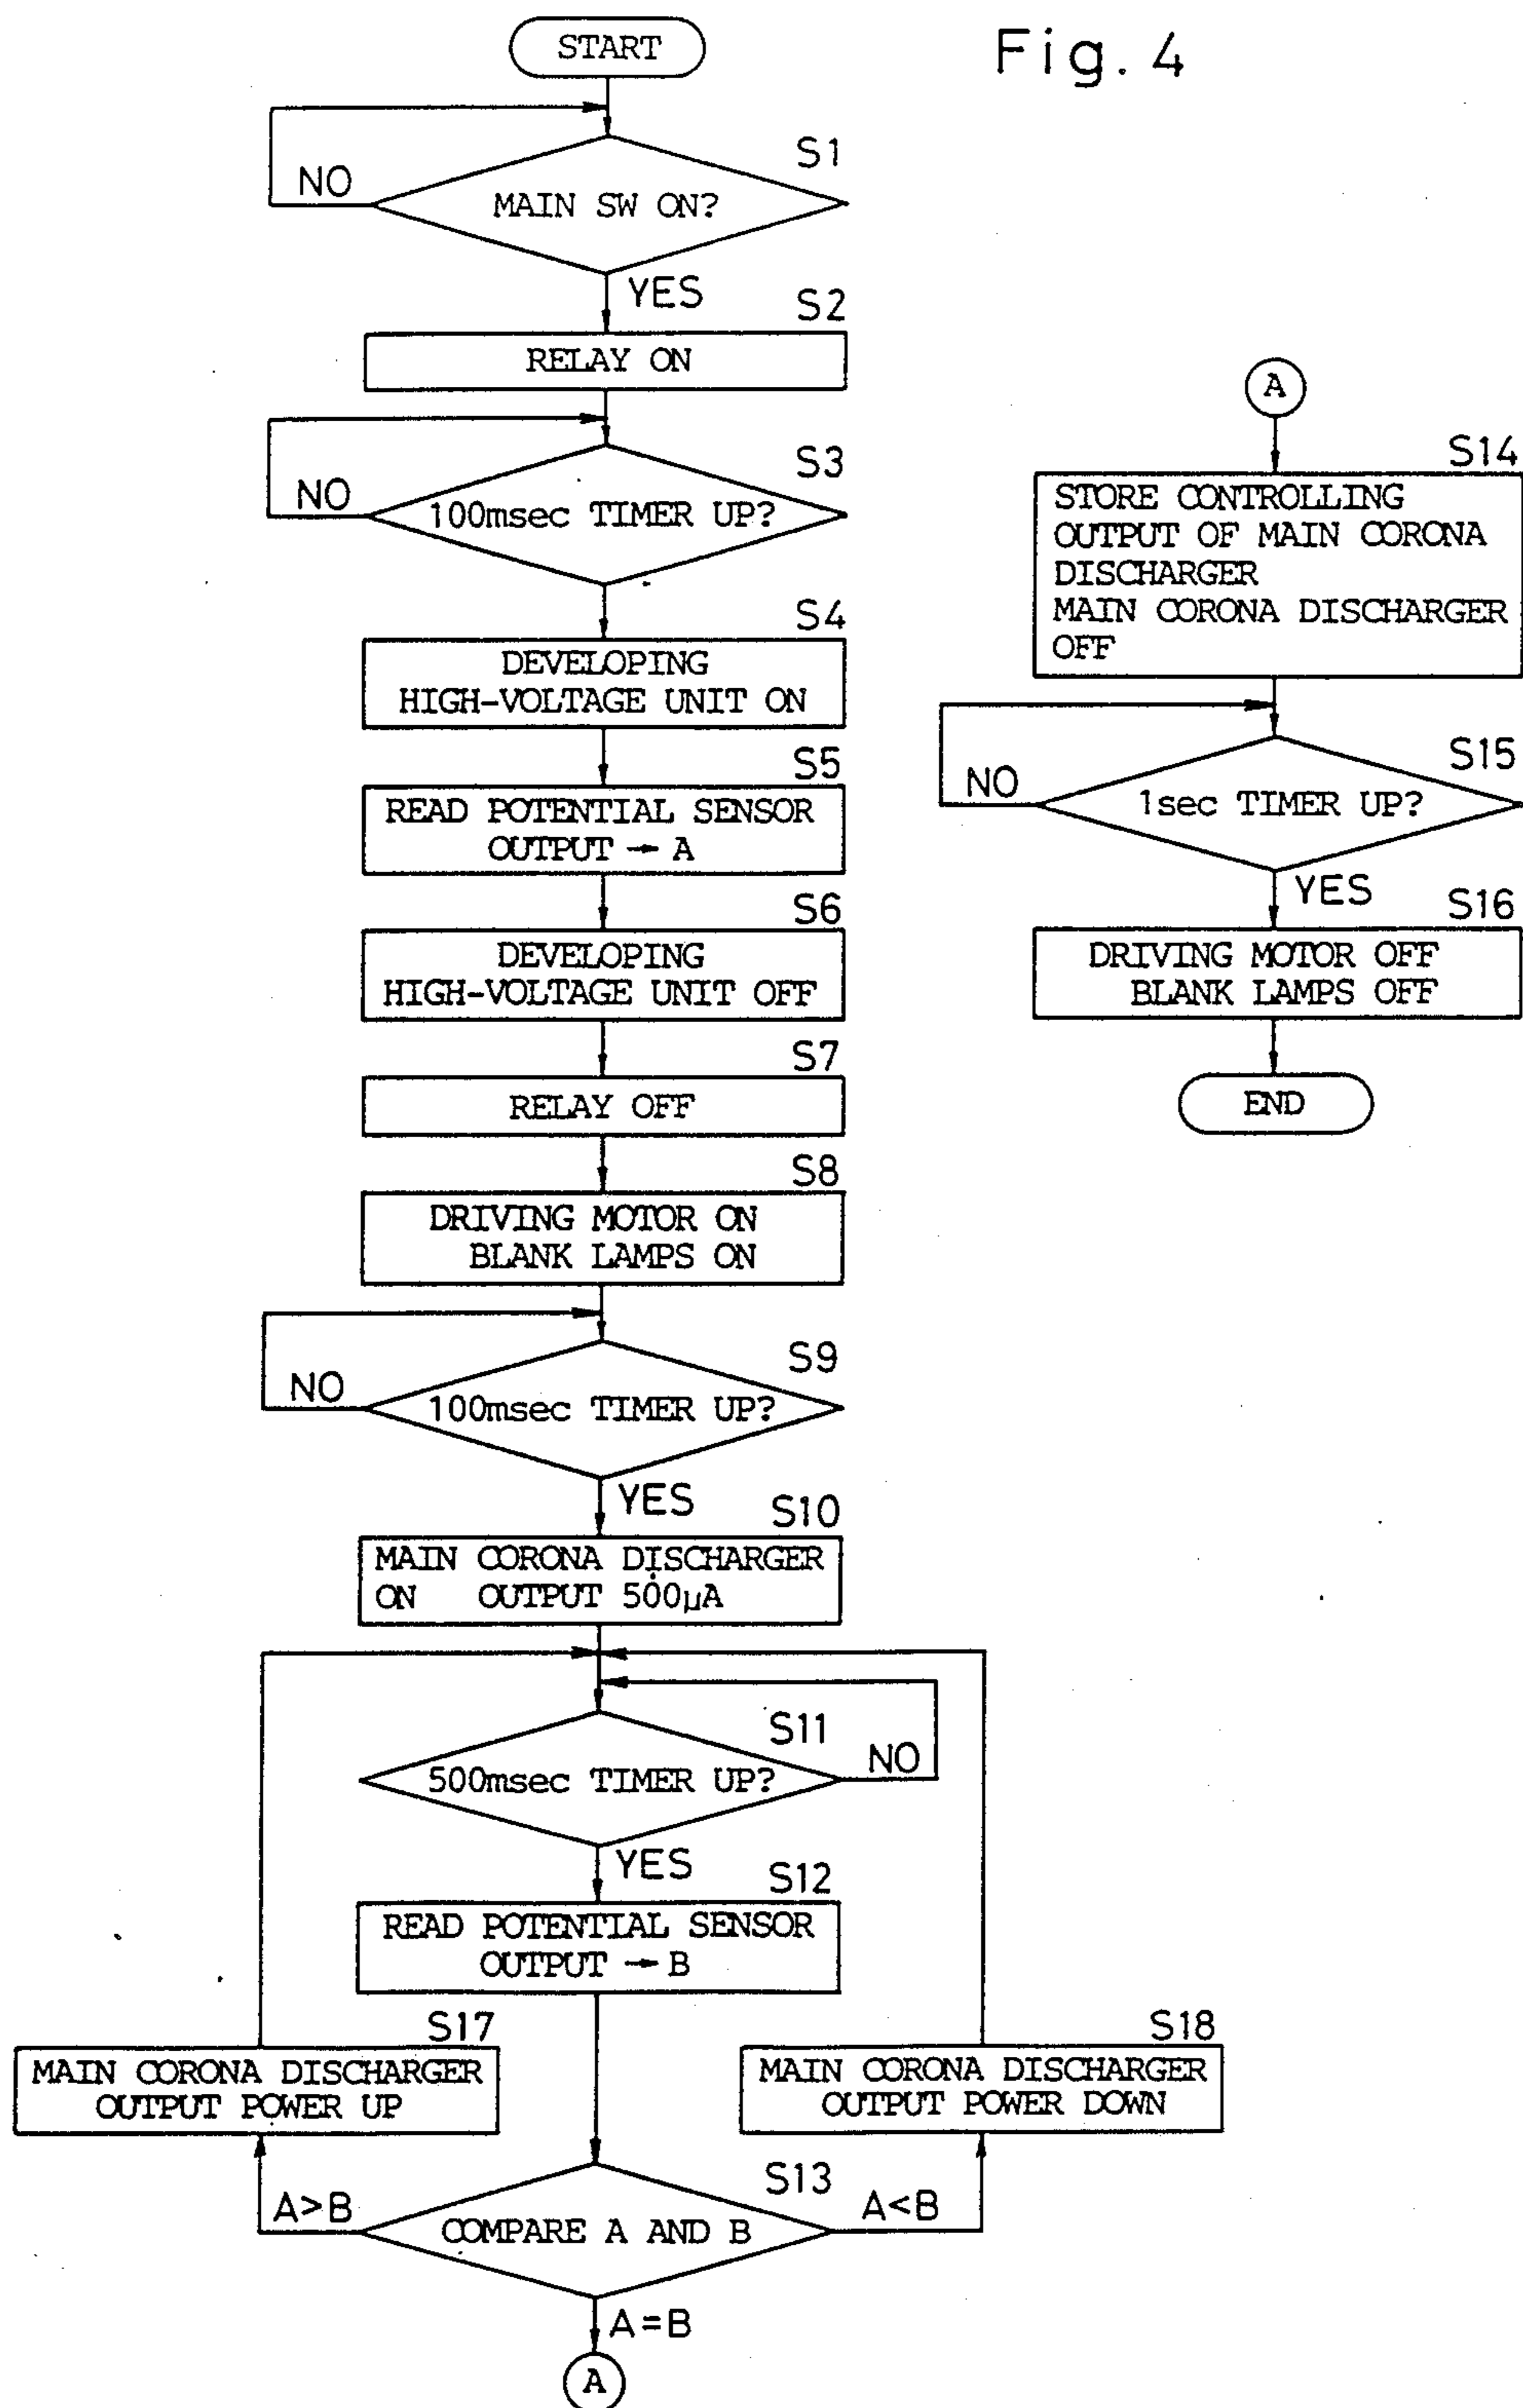 Fig. 4
START
S1
NO
MAIN SW ON?
YES
S2
RELAY ON
S3
NO
100msec TIMER UP?
S4
DEVELOPING
HIGH-VOLTAGE UNIT ON
S5
READ POTENTIAL SENSOR
OUTPUT → A
S6
DEVELOPING
HIGH-VOLTAGE UNIT OFF
S7
RELAY OFF
S8
DRIVING MOTOR ON
BLANK LAMPS ON
S9
NO
100msec TIMER UP?
YES
S10
MAIN CORONA DISCHARGER
ON OUTPUT 500μA
S11
500msec TIMER UP?
NO
YES
S12
READ POTENTIAL SENSOR
OUTPUT → B
S17
MAIN CORONA DISCHARGER
OUTPUT POWER UP
S18
MAIN CORONA DISCHARGER
OUTPUT POWER DOWN
S13
A>B
COMPARE A AND B
A<B
A=B
A
A
S14
STORE CONTROLLING
OUTPUT OF MAIN CORONA
DISCHARGER
MAIN CORONA DISCHARGER
OFF
S15
NO
1sec TIMER UP?
YES
S16
DRIVING MOTOR OFF
BLANK LAMPS OFF
END